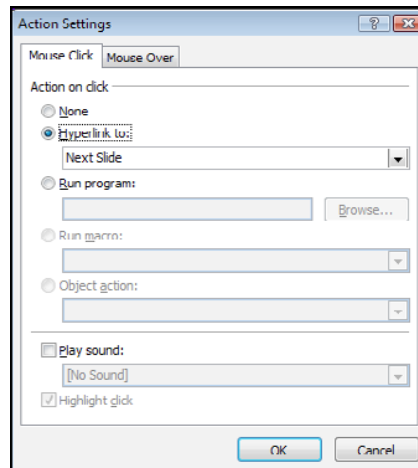 Action Settings
Mouse Click Mouse Over
Action on click
None
Hyperlink to:
Next Slide
Run program:
Browse...
Run macro:
Object action:
Play sound:
[No Sound]
Highlight click
OK Cancel